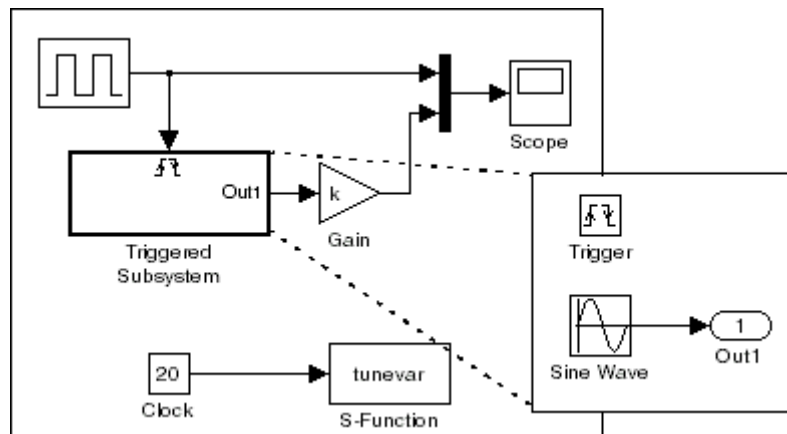 Scope
Out1
k
Triggered
Subsystem
Gain
Trigger
1
Out1
Sine Wave
20
Clock
tunevar
S-Function